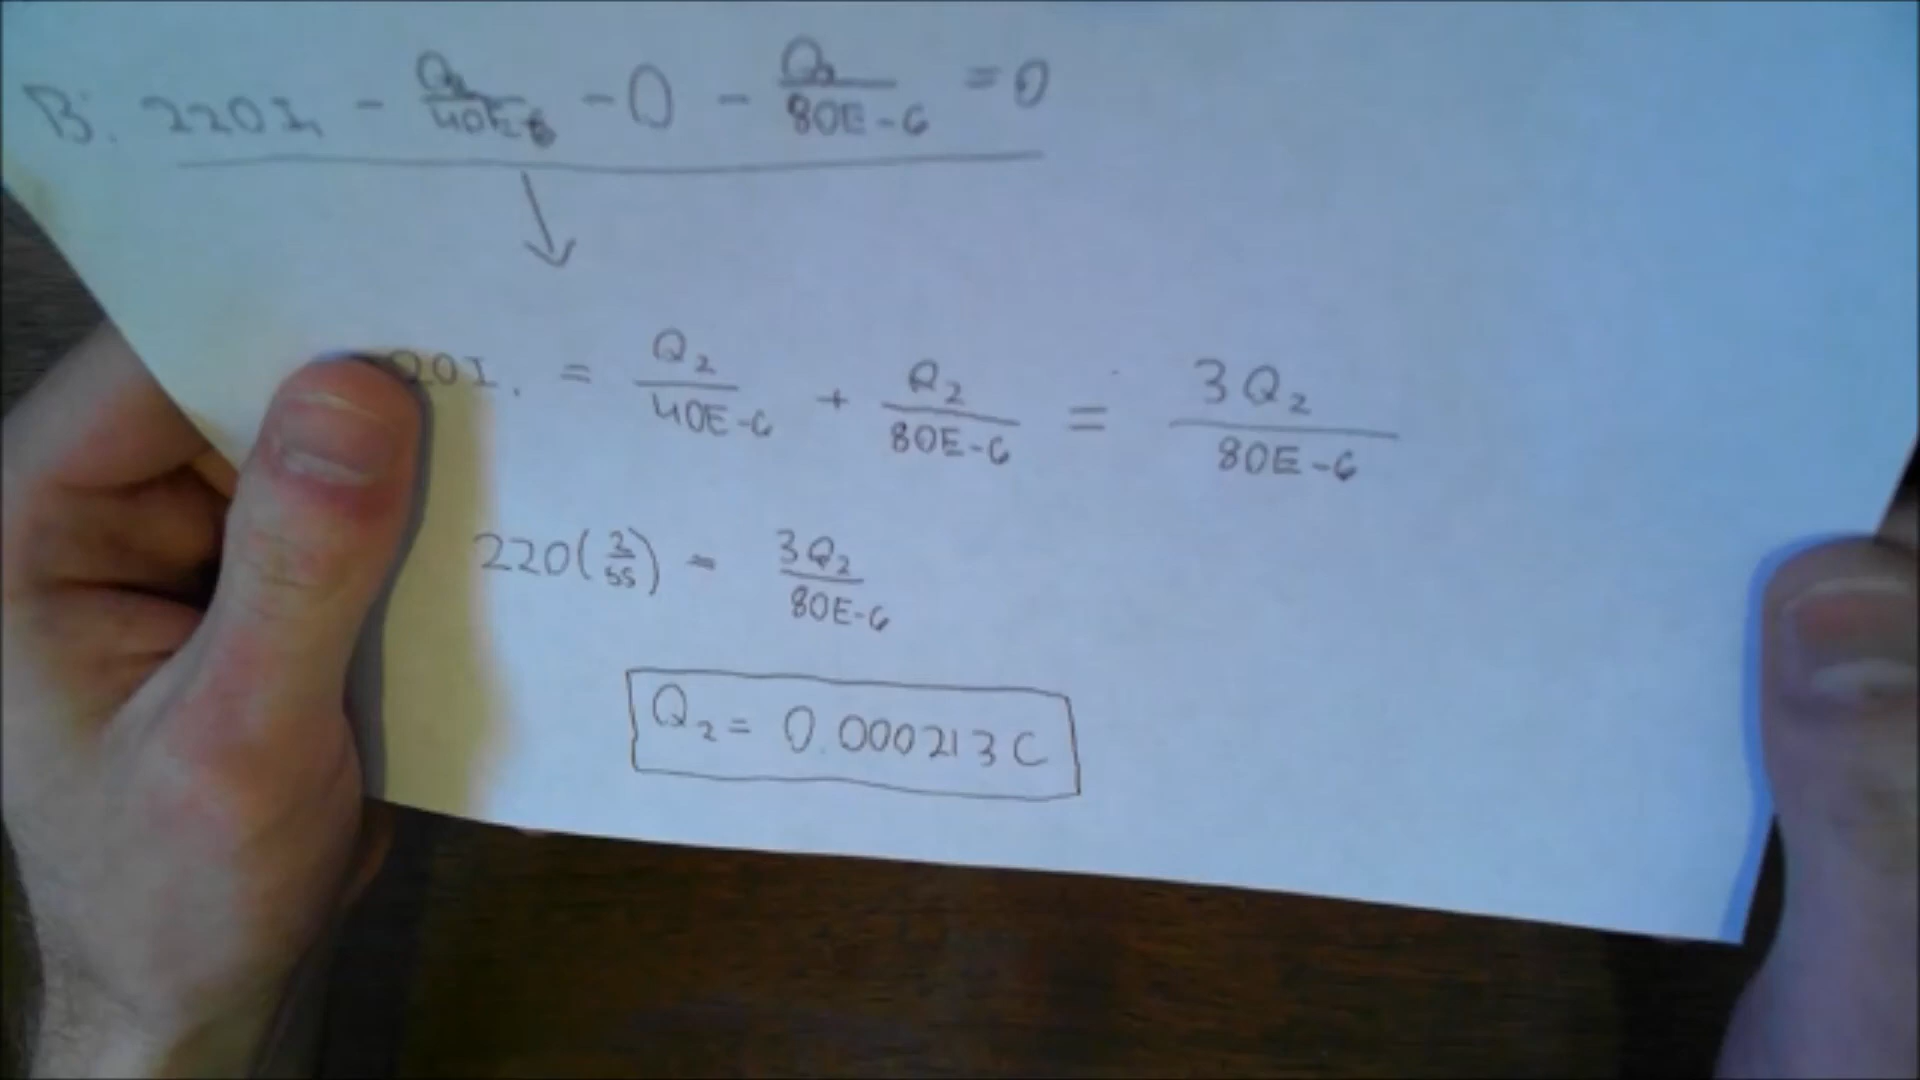 B: 220I₁ - Q₂/40E-6 - 0 - Q₂/80E-6 = 0
20I₁ = Q₂/40E-6 + Q₂/80E-6 = 3Q₂/80E-6
220(2/55) = 3Q₂/80E-6
Q₂ = 0.000213 C